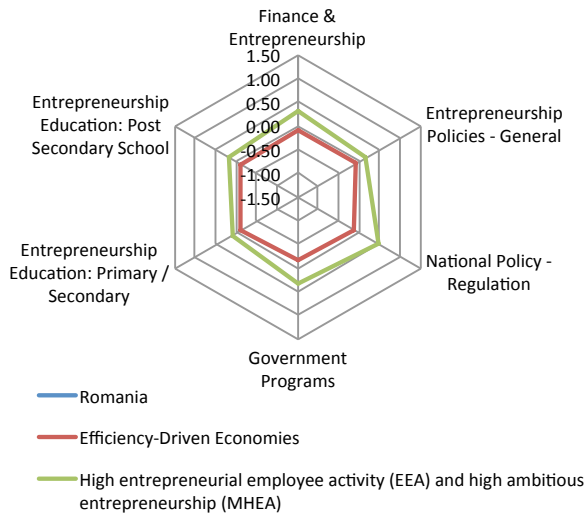 Finance &
Entrepreneurship
1.50
1.00
0.50
0.00
-0.50
-1.00
-1.50
Entrepreneurship
Policies - General
National Policy -
Regulation
Government
Programs
Entrepreneurship
Education: Primary /
Secondary
Entrepreneurship
Education: Post
Secondary School
Romania
Efficiency-Driven Economies
High entrepreneurial employee activity (EEA) and high ambitious
entrepreneurship (MHEA)